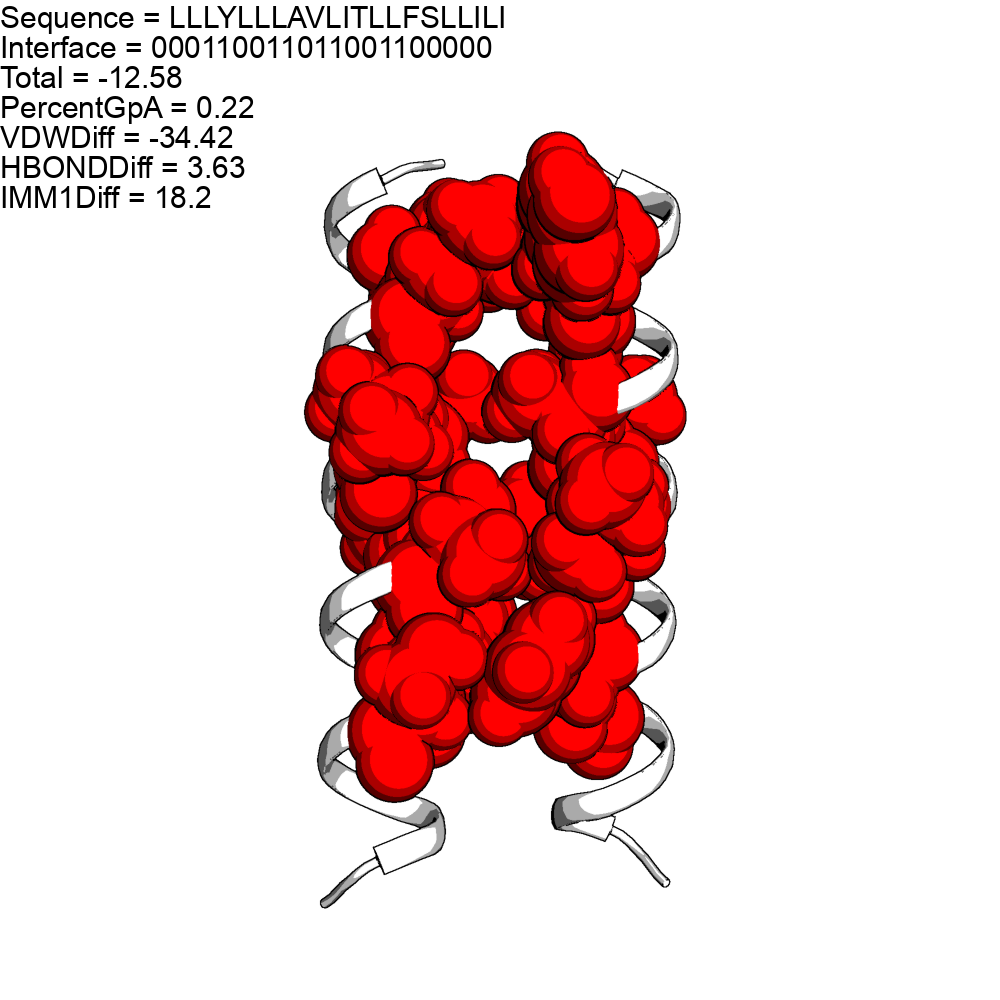 Sequence = LLLYLLLAVLITLLFSLLILI
Interface = 000110011011001100000
Total = -12.58
PercentGpA = 0.22
VDWDiff = -34.42
HBONDDiff = 3.63
IMM1Diff = 18.2